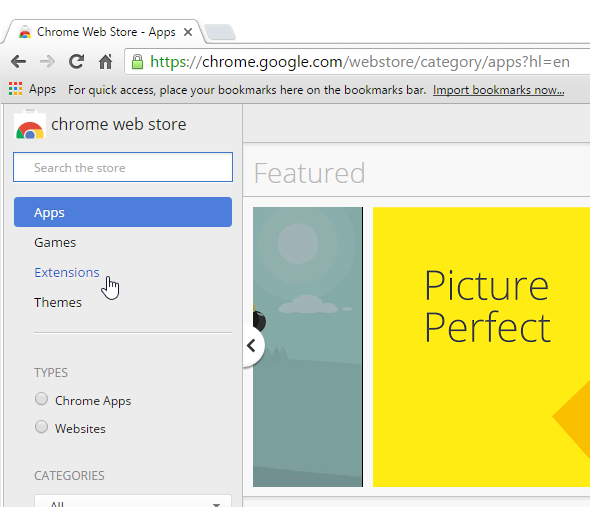 Chrome Web Store - Apps
https://chrome.google.com/webstore/category/apps?hl=en
Apps For quick access, place your bookmarks here on the bookmarks bar. Import bookmarks now...
chrome web store
Search the store
Apps
Games
Extensions
Themes
TYPES
Chrome Apps
Websites
CATEGORIES
All
Featured
Picture
Perfect